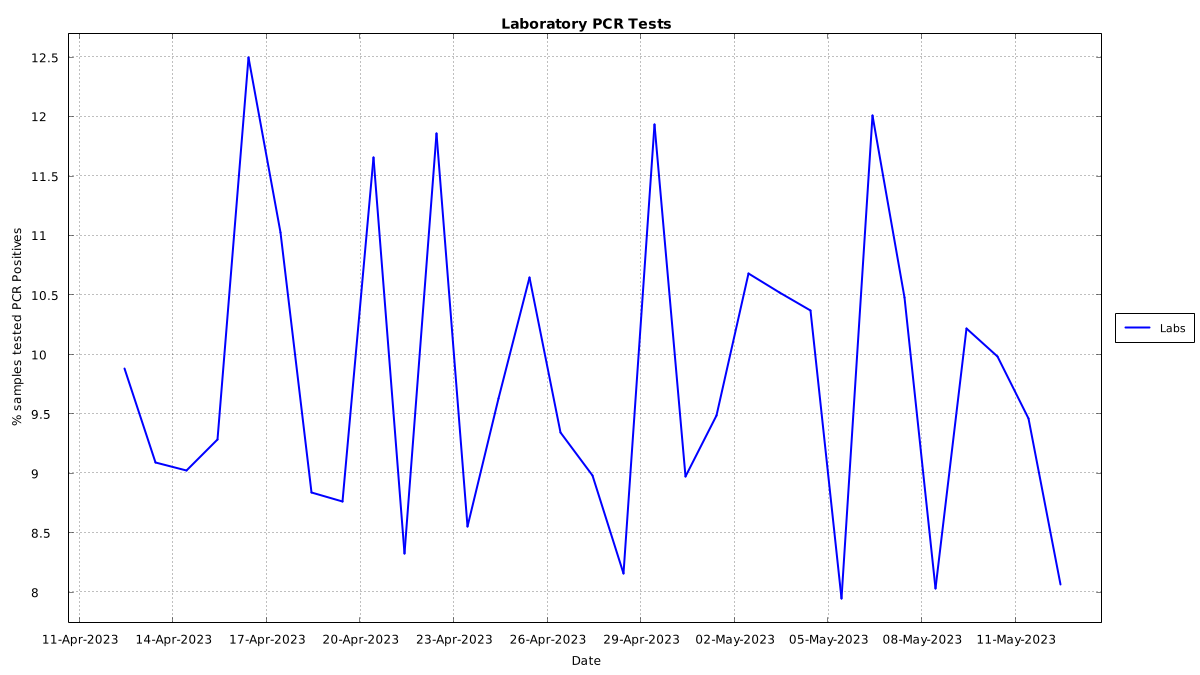 Laboratory PCR Tests
% samples tested PCR Positives
12.5
12
11.5
11
10.5
10
9.5
9
8.5
8
11-Apr-2023 14-Apr-2023 17-Apr-2023 20-Apr-2023 23-Apr-2023 26-Apr-2023 29-Apr-2023 02-May-2023 05-May-2023 08-May-2023 11-May-2023
Date
Labs